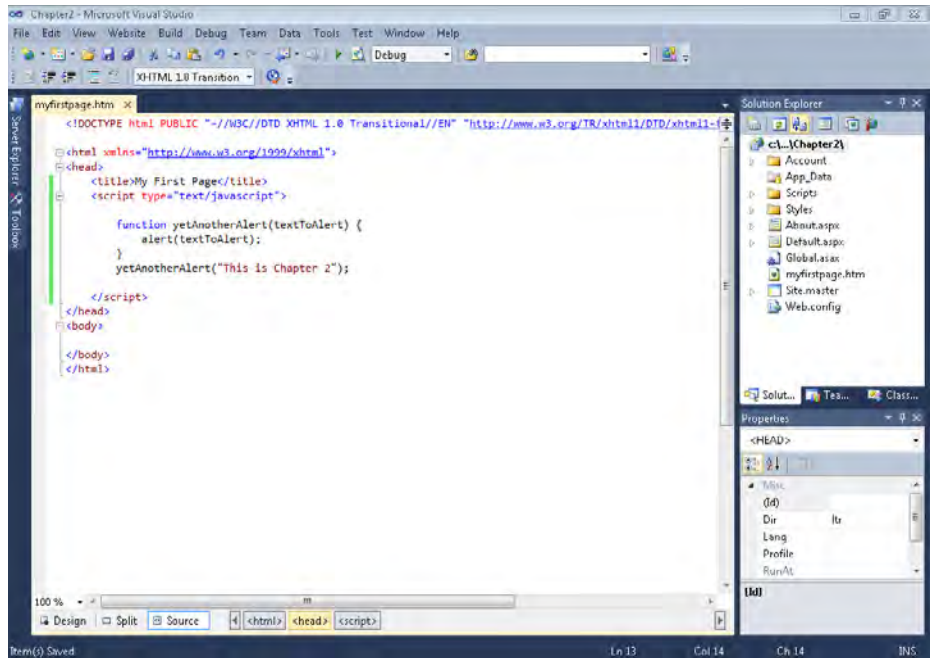 Chapter2 - Microsoft Visual Studio
File Edit View Website Build Debug Team Data Tools Test Window Help
Debug
XHTML 1.0 Transition
Server Explorer
Toolbox
myfirstpage.htm
<!DOCTYPE html PUBLIC "-//W3C//DTD XHTML 1.0 Transitional//EN" "http://www.w3.org/TR/xhtml1/DTD/xhtml1-
<html xmlns="http://www.w3.org/1999/xhtml">
<head>
<title>My First Page</title>
<script type="text/javascript">
function yetAnotherAlert(textToAlert) {
alert(textToAlert);
}
yetAnotherAlert("This is Chapter 2");
</script>
</head>
<body>
</body>
</html>
100 %
Design Split Source <html> <head> <script>
Solution Explorer
c:\...\Chapter2\
Account
App_Data
Scripts
Styles
About.aspx
Default.aspx
Global.asax
myfirstpage.htm
Site.master
Web.config
Solut... Tea... Class...
Properties
<HEAD>
Misc
(Id)
Dir ltr
Lang
Profile
RunAt
(Id)
Item(s) Saved Ln 13 Col 14 Ch 14 INS